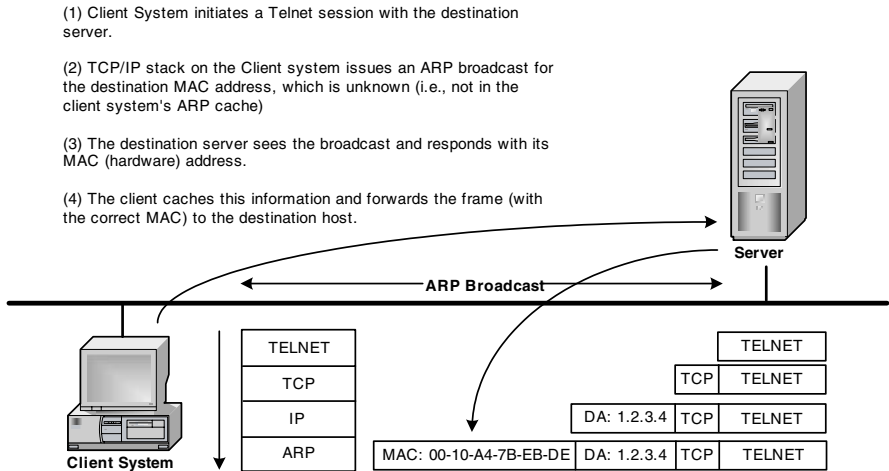 (1) Client System initiates a Telnet session with the destination
server.
(2) TCP/IP stack on the Client system issues an ARP broadcast for
the destination MAC address, which is unknown (i.e., not in the
client system's ARP cache)
(3) The destination server sees the broadcast and responds with its
MAC (hardware) address.
(4) The client caches this information and forwards the frame (with
the correct MAC) to the destination host.
Server
ARP Broadcast
TELNET
TCP
IP
ARP
Client System
TELNET
TCP TELNET
DA: 1.2.3.4 TCP TELNET
MAC: 00-10-A4-7B-EB-DE DA: 1.2.3.4 TCP TELNET